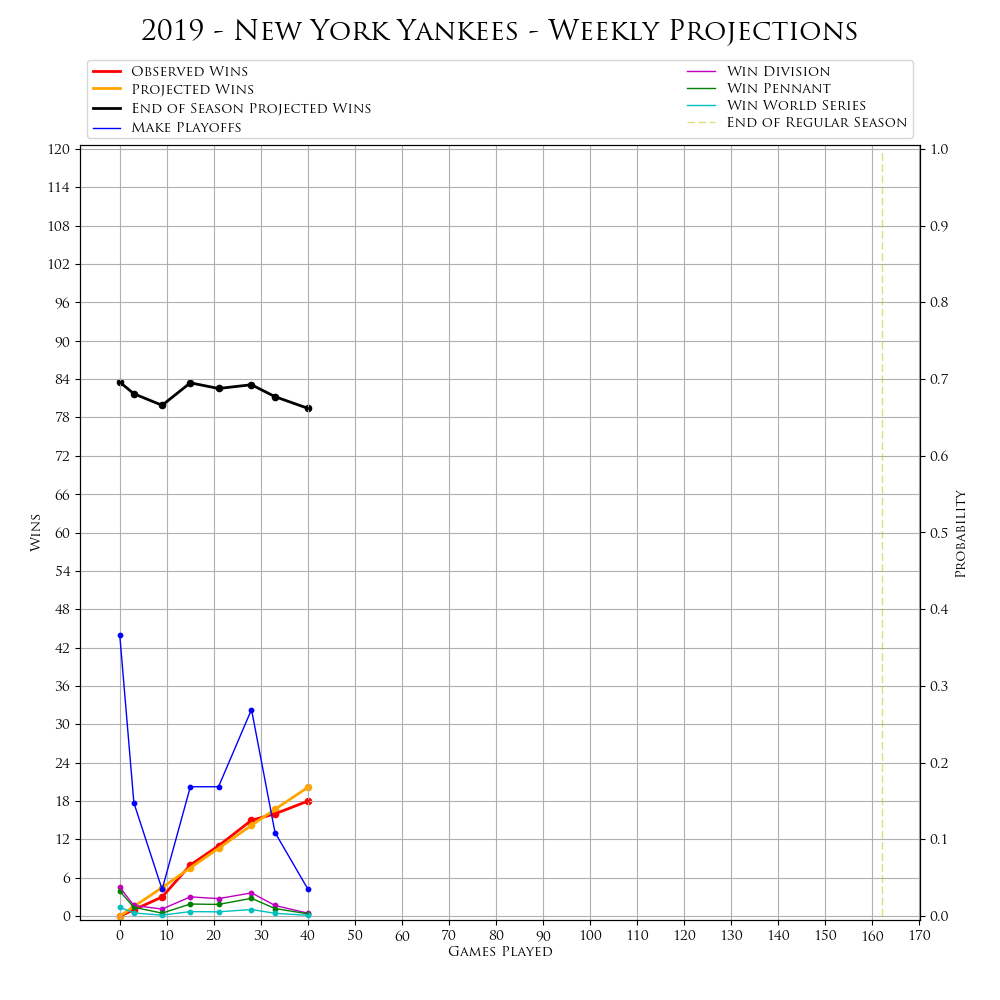 2019 - New York Yankees - Weekly Projections
Observed Wins
Projected Wins
End of Season Projected Wins
Make Playoffs
Win Division
Win Pennant
Win World Series
End of Regular Season
120
114
108
102
96
90
84
78
72
66
60
54
48
42
36
30
24
18
12
6
0
Wins
1.0
0.9
0.8
0.7
0.6
0.5
0.4
0.3
0.2
0.1
0.0
Probability
0 10 20 30 40 50 60 70 80 90 100 110 120 130 140 150 160 170
Games Played